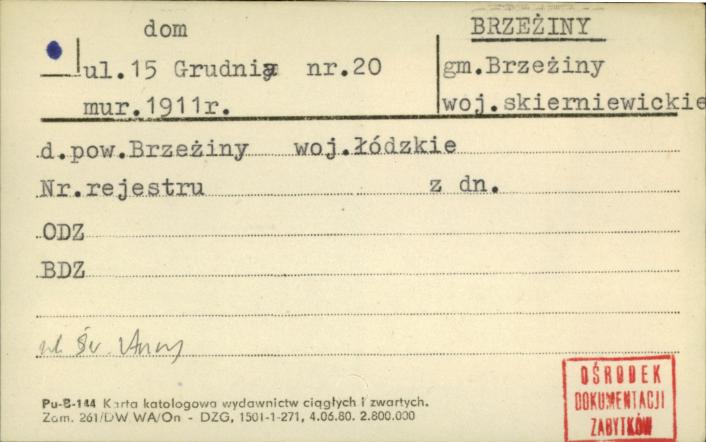 dom
BRZEŻINY
ul.15 Grudnia nr.20
gm.Brzeżiny
mur.1911r.
woj.skierniewickie
d.pow.Brzeżiny woj.łódzkie
Nr.rejestru z dn.
ODZ
BDZ
ul. Św. Anny
Pu-B-144 Karta katologowa wydawnictw ciągłych i zwartych.
Zam. 261/DW WA/On - DZG, 1501-1-271, 4.06.80. 2.800.000
OŚRODEK
DOKUMENTACJI
ZABYTKÓW